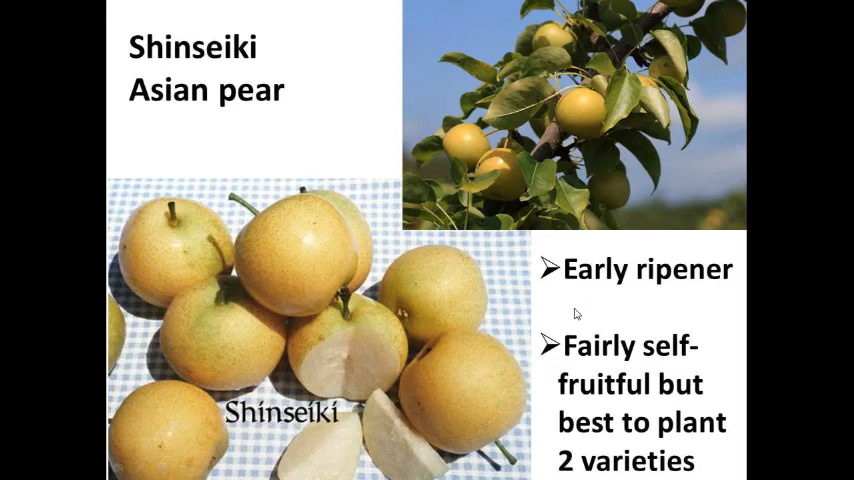 Shinseiki
Asian pear
Early ripener
Fairly self-
fruitful but
best to plant
2 varieties
Shinseiki